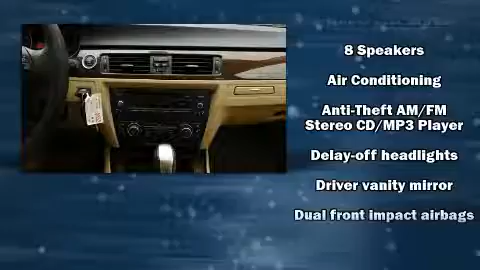 8 Speakers
Air Conditioning
Anti-Theft AM/FM
Stereo CD/MP3 Player
Delay-off headlights
Driver vanity mirror
Dual front impact airbags